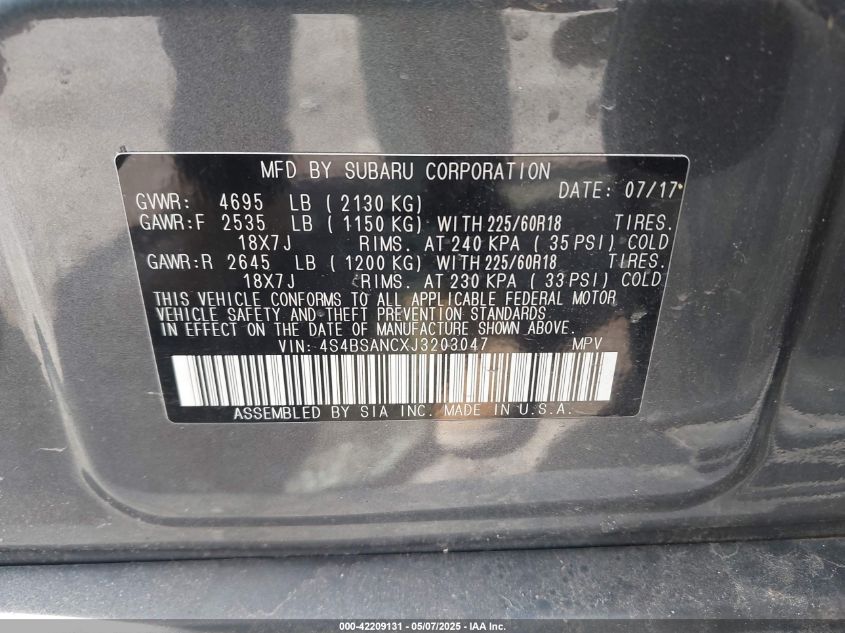 MFD BY SUBARU CORPORATION
DATE: 07/17
GVWR: 4695 LB ( 2130 KG)
GAWR:F 2535 LB ( 1150 KG) WITH 225/60R18 TIRES.
18X7J RIMS. AT 240 KPA ( 35 PSI) COLD
GAWR:R 2645 LB ( 1200 KG) WITH 225/60R18 TIRES.
18X7J RIMS. AT 230 KPA ( 33 PSI) COLD
THIS VEHICLE CONFORMS TO ALL APPLICABLE FEDERAL MOTOR
VEHICLE SAFETY AND THEFT PREVENTION STANDARDS
IN EFFECT ON THE DATE OF MANUFACTURE SHOWN ABOVE.
VIN: 4S4BSANCXJ3203047 MPV
ASSEMBLED BY SIA INC. MADE IN U.S.A.
000-42209131 - 05/07/2025 - IAA Inc.